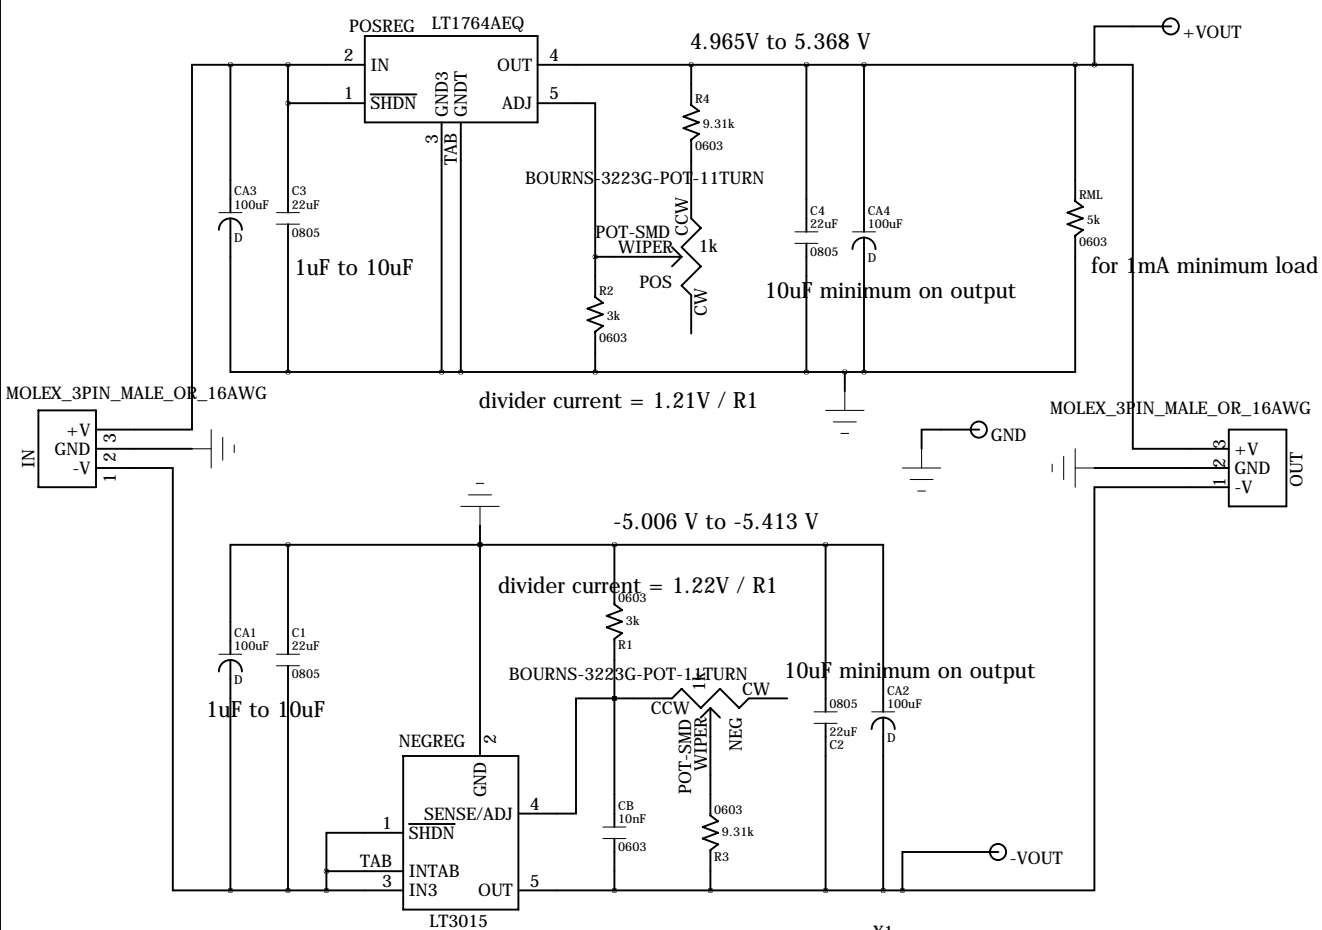 POSREG LT1764AEQ
+VOUT
4.965V to 5.368 V
2 IN OUT 4
1 SHDN GND3 GNDT ADJ 5
3 TAB
R4
9.31k
0603
BOURNS-3223G-POT-11TURN
CA3
100uF
D
C3
22uF
0805
1uF to 10uF
CCW
POT-SMD
WIPER
1k
POS
CW
R2
3k
0603
C4
22uF
0805
CA4
100uF
D
10uF minimum on output
RML
5k
0603
for 1mA minimum load
MOLEX_3PIN_MALE_OR_16AWG
divider current = 1.21V / R1
MOLEX_3PIN_MALE_OR_16AWG
IN
+V 3
GND 2
-V 1
GND
3 +V
2 GND
1 -V
OUT
-5.006 V to -5.413 V
divider current = 1.22V / R1
0603
3k
R1
CA1
100uF
D
C1
22uF
0805
1uF to 10uF
BOURNS-3223G-POT-11TURN
1k
CW
CCW
POT-SMD
WIPER
NEG
10uF minimum on output
0805
22uF
C2
CA2
100uF
D
NEGREG
2
GND
SENSE/ADJ 4
1 SHDN
TAB INTAB
3 IN3 OUT 5
LT3015
CB
10nF
0603
0603
9.31k
R3
-VOUT